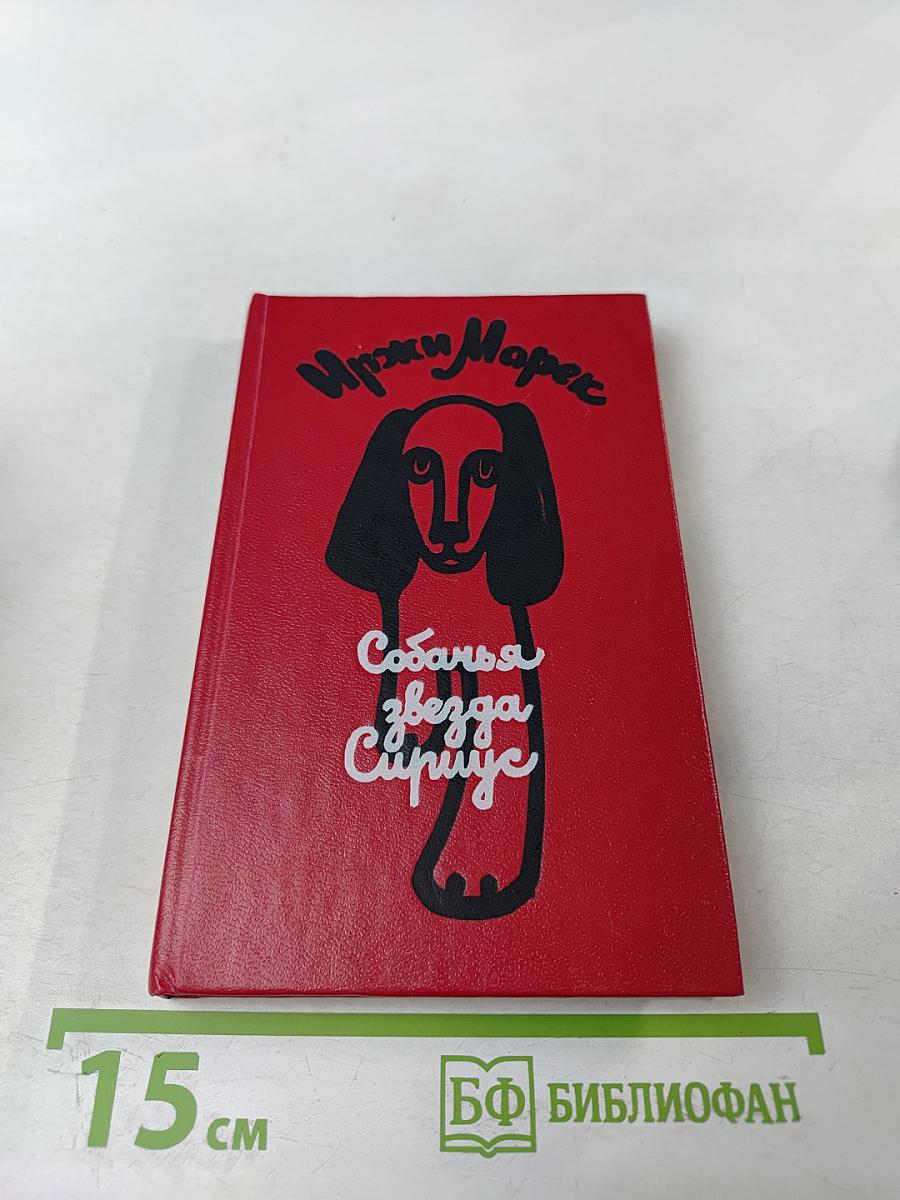 Иржи Марек
Собачья
звезда
Сириус
15 см
БФ БИБЛИОФАН